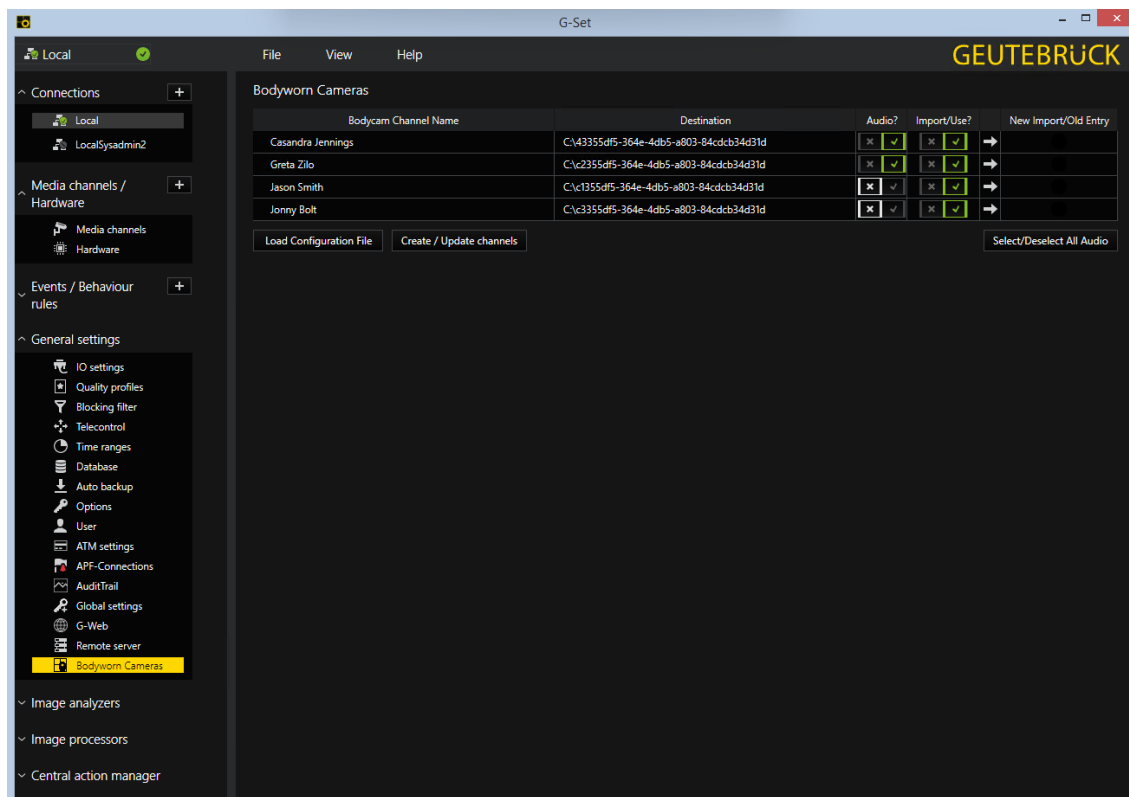 G-Set
Local
File View Help
GEUTEBRÜCK
Connections
Local
LocalSysadmin2
Media channels /
Hardware
Media channels
Hardware
Events / Behaviour
rules
General settings
IO settings
Quality profiles
Blocking filter
Telecontrol
Time ranges
Database
Auto backup
Options
User
ATM settings
APF-Connections
AuditTrail
Global settings
G-Web
Remote server
Bodyworn Cameras
Image analyzers
Image processors
Central action manager
Bodyworn Cameras
Bodycam Channel Name Destination Audio? Import/Use? New Import/Old Entry
Casandra Jennings C:\43355df5-364e-4db5-a803-84cdcb34d31d
Greta Zilo C:\c2355df5-364e-4db5-a803-84cdcb34d31d
Jason Smith C:\c1355df5-364e-4db5-a803-84cdcb34d31d
Jonny Bolt C:\c3355df5-364e-4db5-a803-84cdcb34d31d
Load Configuration File Create / Update channels Select/Deselect All Audio